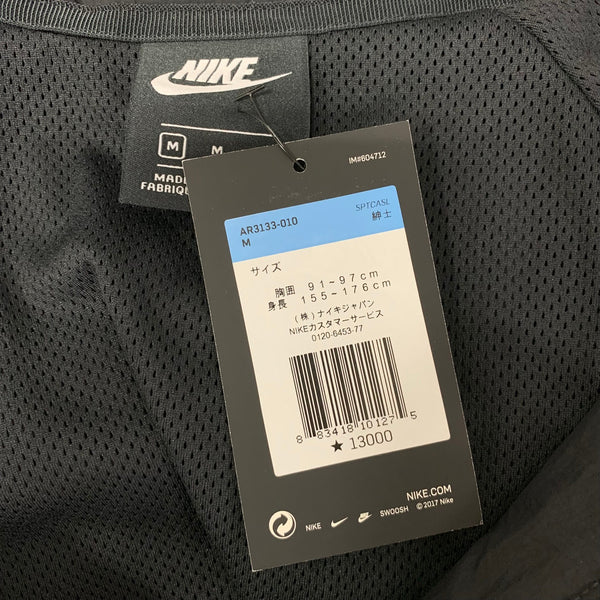 NIKE
M M
MADE
FABRIQU
IM#604712
AR3133-010 SPTCASL
M 紳士
サイズ
胸囲 91~97cm
身長 155~176cm
(株)ナイキジャパン
NIKEカスタマーサービス
0120-6453-77
8 83418 10127 5
★ 13000
NIKE.COM
NIKE SWOOSH ©2017 Nike